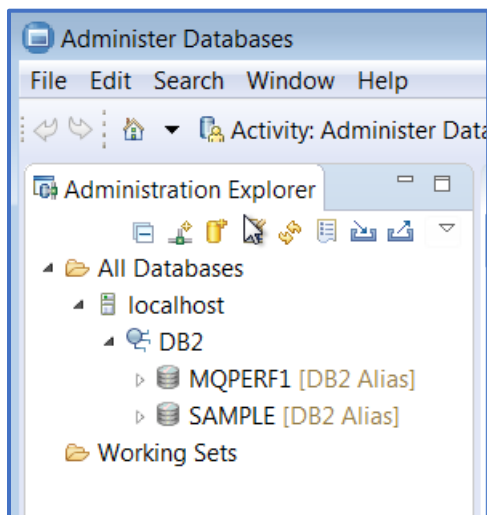 Administer Databases
File Edit Search Window Help
Activity: Administer Data
Administration Explorer
All Databases
localhost
DB2
MQPERF1 [DB2 Alias]
SAMPLE [DB2 Alias]
Working Sets